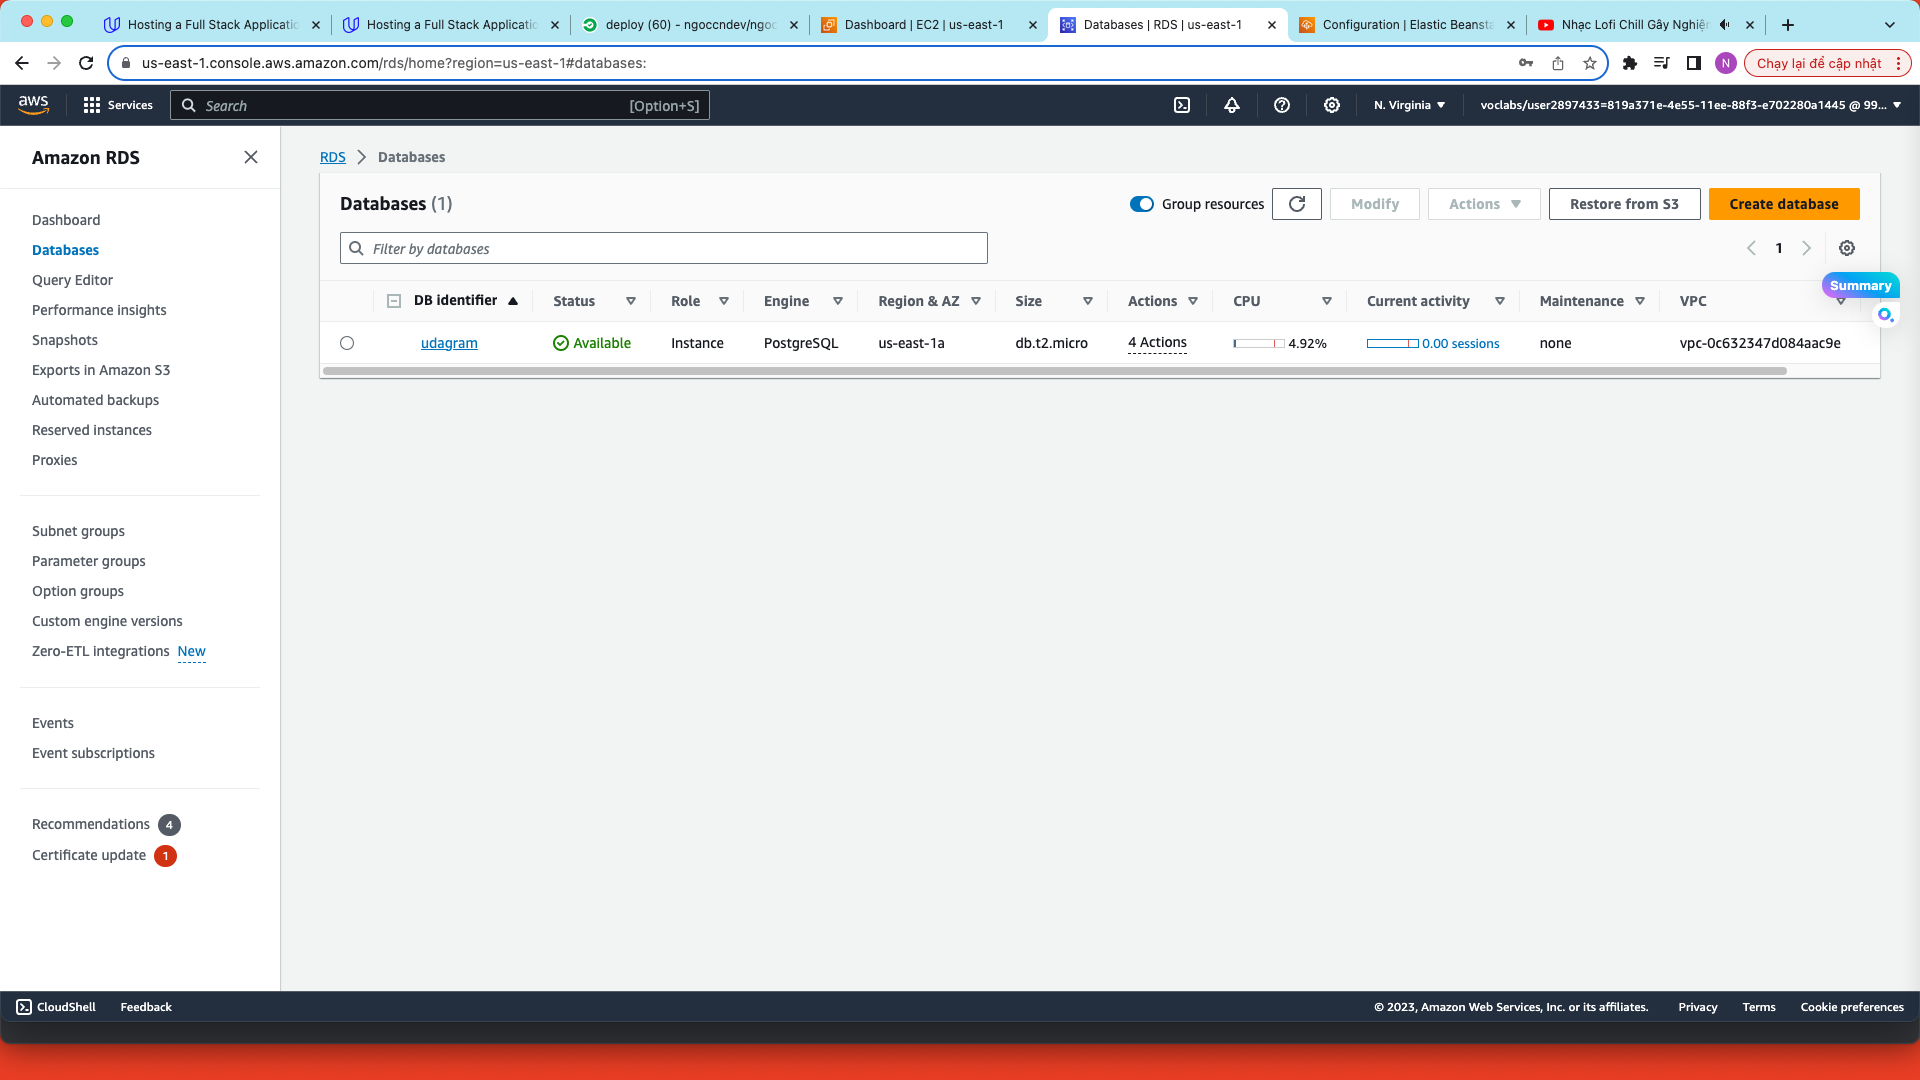 Hosting a Full Stack Applicatio
Hosting a Full Stack Applicatio
deploy (60) - ngoccndev/ngoc
Dashboard | EC2 | us-east-1
Databases | RDS | us-east-1
Configuration | Elastic Beansta
Nhạc Lofi Chill Gây Nghiện
us-east-1.console.aws.amazon.com/rds/home?region=us-east-1#databases:
N
Chạy lại để cập nhật
aws
Services
Search
[Option+S]
N. Virginia
voclabs/user2897433=819a371e-4e55-11ee-88f3-e702280a1445 @ 99...
Amazon RDS
Dashboard
Databases
Query Editor
Performance insights
Snapshots
Exports in Amazon S3
Automated backups
Reserved instances
Proxies
Subnet groups
Parameter groups
Option groups
Custom engine versions
Zero-ETL integrations New
Events
Event subscriptions
Recommendations 4
Certificate update 1
RDS > Databases
Databases (1)
Group resources
Modify
Actions
Restore from S3
Create database
Filter by databases
1
DB identifier Status Role Engine Region & AZ Size Actions CPU Current activity Maintenance VPC
Summary
udagram Available Instance PostgreSQL us-east-1a db.t2.micro 4 Actions 4.92% 0.00 sessions none vpc-0c632347d084aac9e
CloudShell
Feedback
© 2023, Amazon Web Services, Inc. or its affiliates.
Privacy
Terms
Cookie preferences